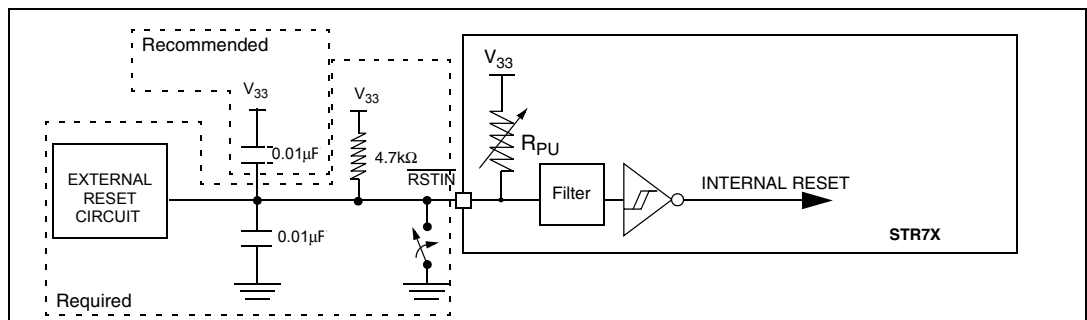 Recommended
V33
0.01µF
V33
4.7kΩ
RSTIN
EXTERNAL
RESET
CIRCUIT
0.01µF
Required
V33
RPU
Filter
INTERNAL RESET
STR7X